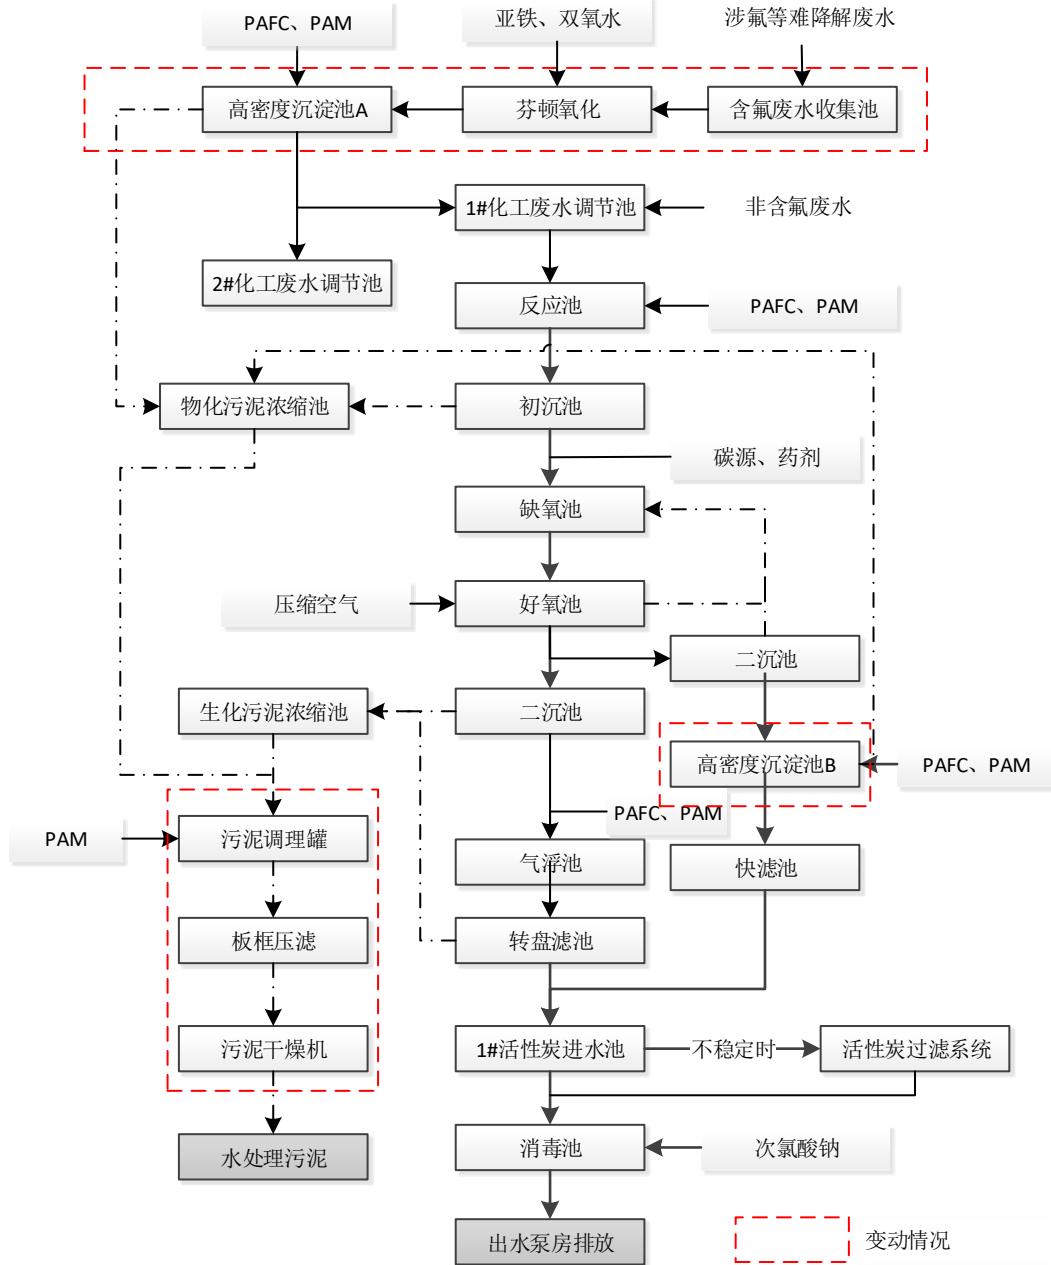 PAFC、PAM
亚铁、双氧水
涉氟等难降解废水
高密度沉淀池A
芬顿氧化
含氟废水收集池
1#化工废水调节池
非含氟废水
2#化工废水调节池
反应池
PAFC、PAM
物化污泥浓缩池
初沉池
碳源、药剂
缺氧池
压缩空气
好氧池
二沉池
生化污泥浓缩池
二沉池
高密度沉淀池B
PAFC、PAM
PAFC、PAM
PAM
污泥调理罐
气浮池
快滤池
板框压滤
转盘滤池
污泥干燥机
1#活性炭进水池
不稳定时
活性炭过滤系统
水处理污泥
消毒池
次氯酸钠
出水泵房排放
变动情况